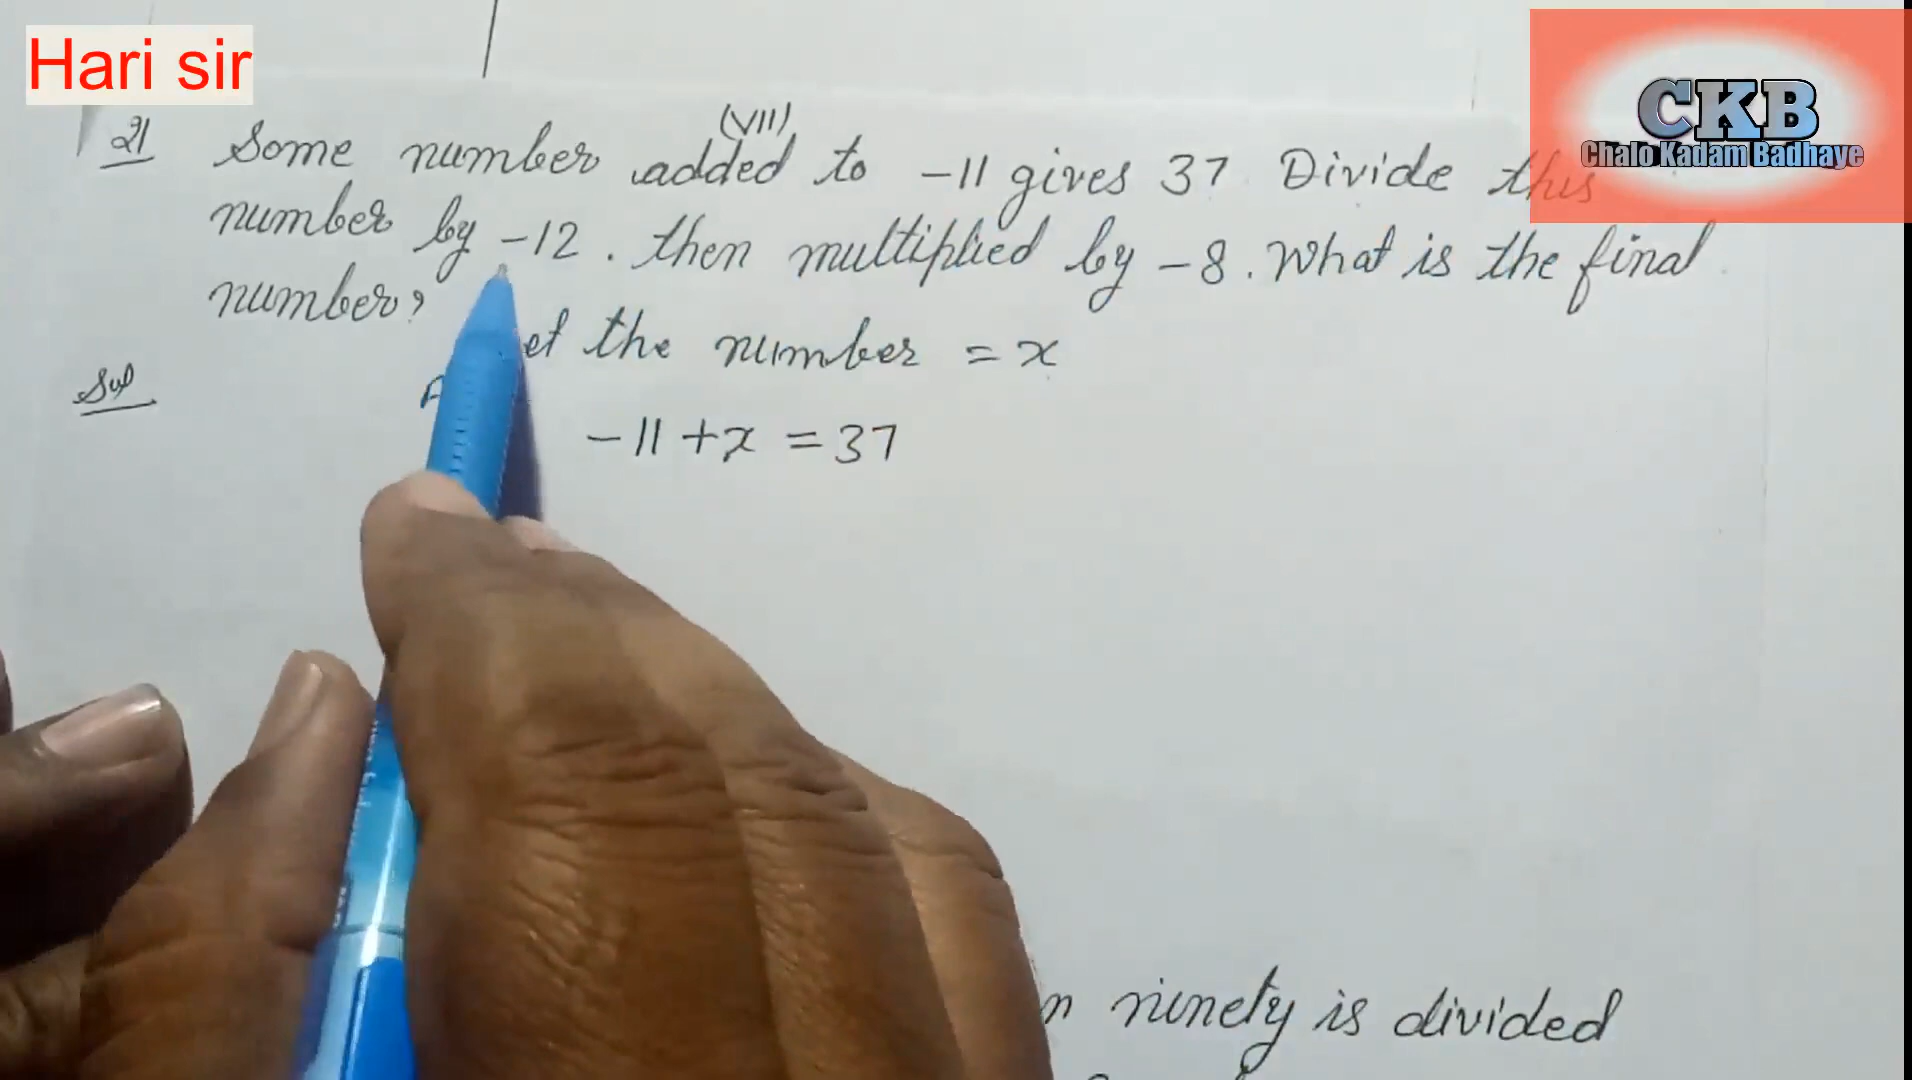 Hari sir
CKB
Chalo Kadam Badhaye
(VII)
21 Some number added to -11 gives 37 Divide this
number by -12. then multiplied by -8. What is the final
number?
et the number = x
Sol
-11 + x = 37
n ninety is divided